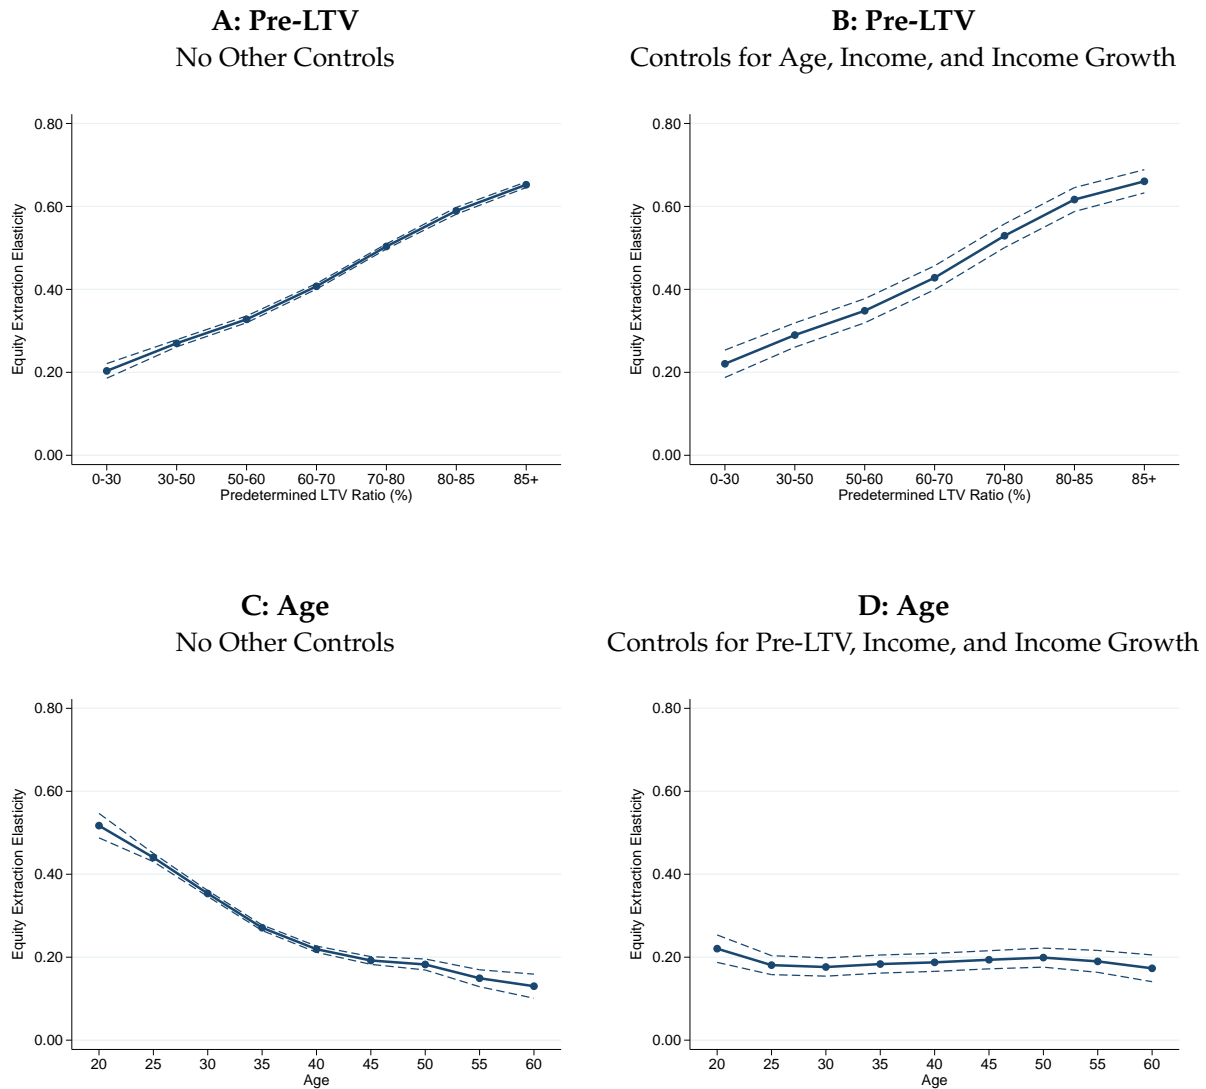 A: Pre-LTV
No Other Controls
0.80
0.60
0.40
0.20
0.00
Equity Extraction Elasticity
0-30 30-50 50-60 60-70 70-80 80-85 85+
Predetermined LTV Ratio (%)
B: Pre-LTV
Controls for Age, Income, and Income Growth
0.80
0.60
0.40
0.20
0.00
Equity Extraction Elasticity
0-30 30-50 50-60 60-70 70-80 80-85 85+
Predetermined LTV Ratio (%)
C: Age
No Other Controls
0.80
0.60
0.40
0.20
0.00
Equity Extraction Elasticity
20 25 30 35 40 45 50 55 60
Age
D: Age
Controls for Pre-LTV, Income, and Income Growth
0.80
0.60
0.40
0.20
0.00
Equity Extraction Elasticity
20 25 30 35 40 45 50 55 60
Age